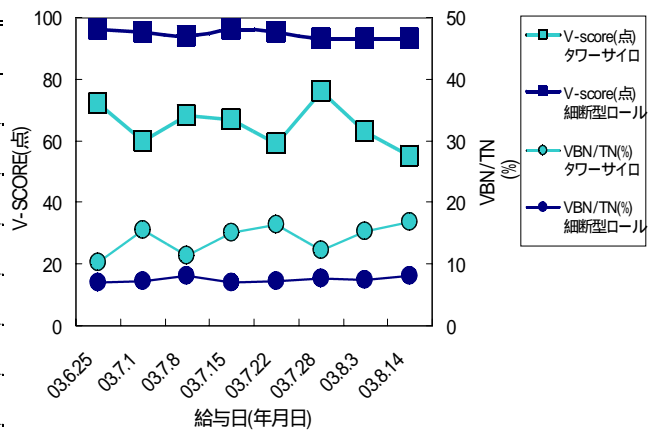 100
80
60
40
20
0
V-SCORE(点)
50
40
30
20
10
0
VBN/TN
(%)
03.6.25
03.7.1
03.7.8
03.7.15
03.7.22
03.7.28
03.8.3
03.8.14
給与日(年月日)
V-score(点)
タワーサイロ
V-score(点)
細断型ロール
VBN/TN(%)
タワーサイロ
VBN/TN(%)
細断型ロール